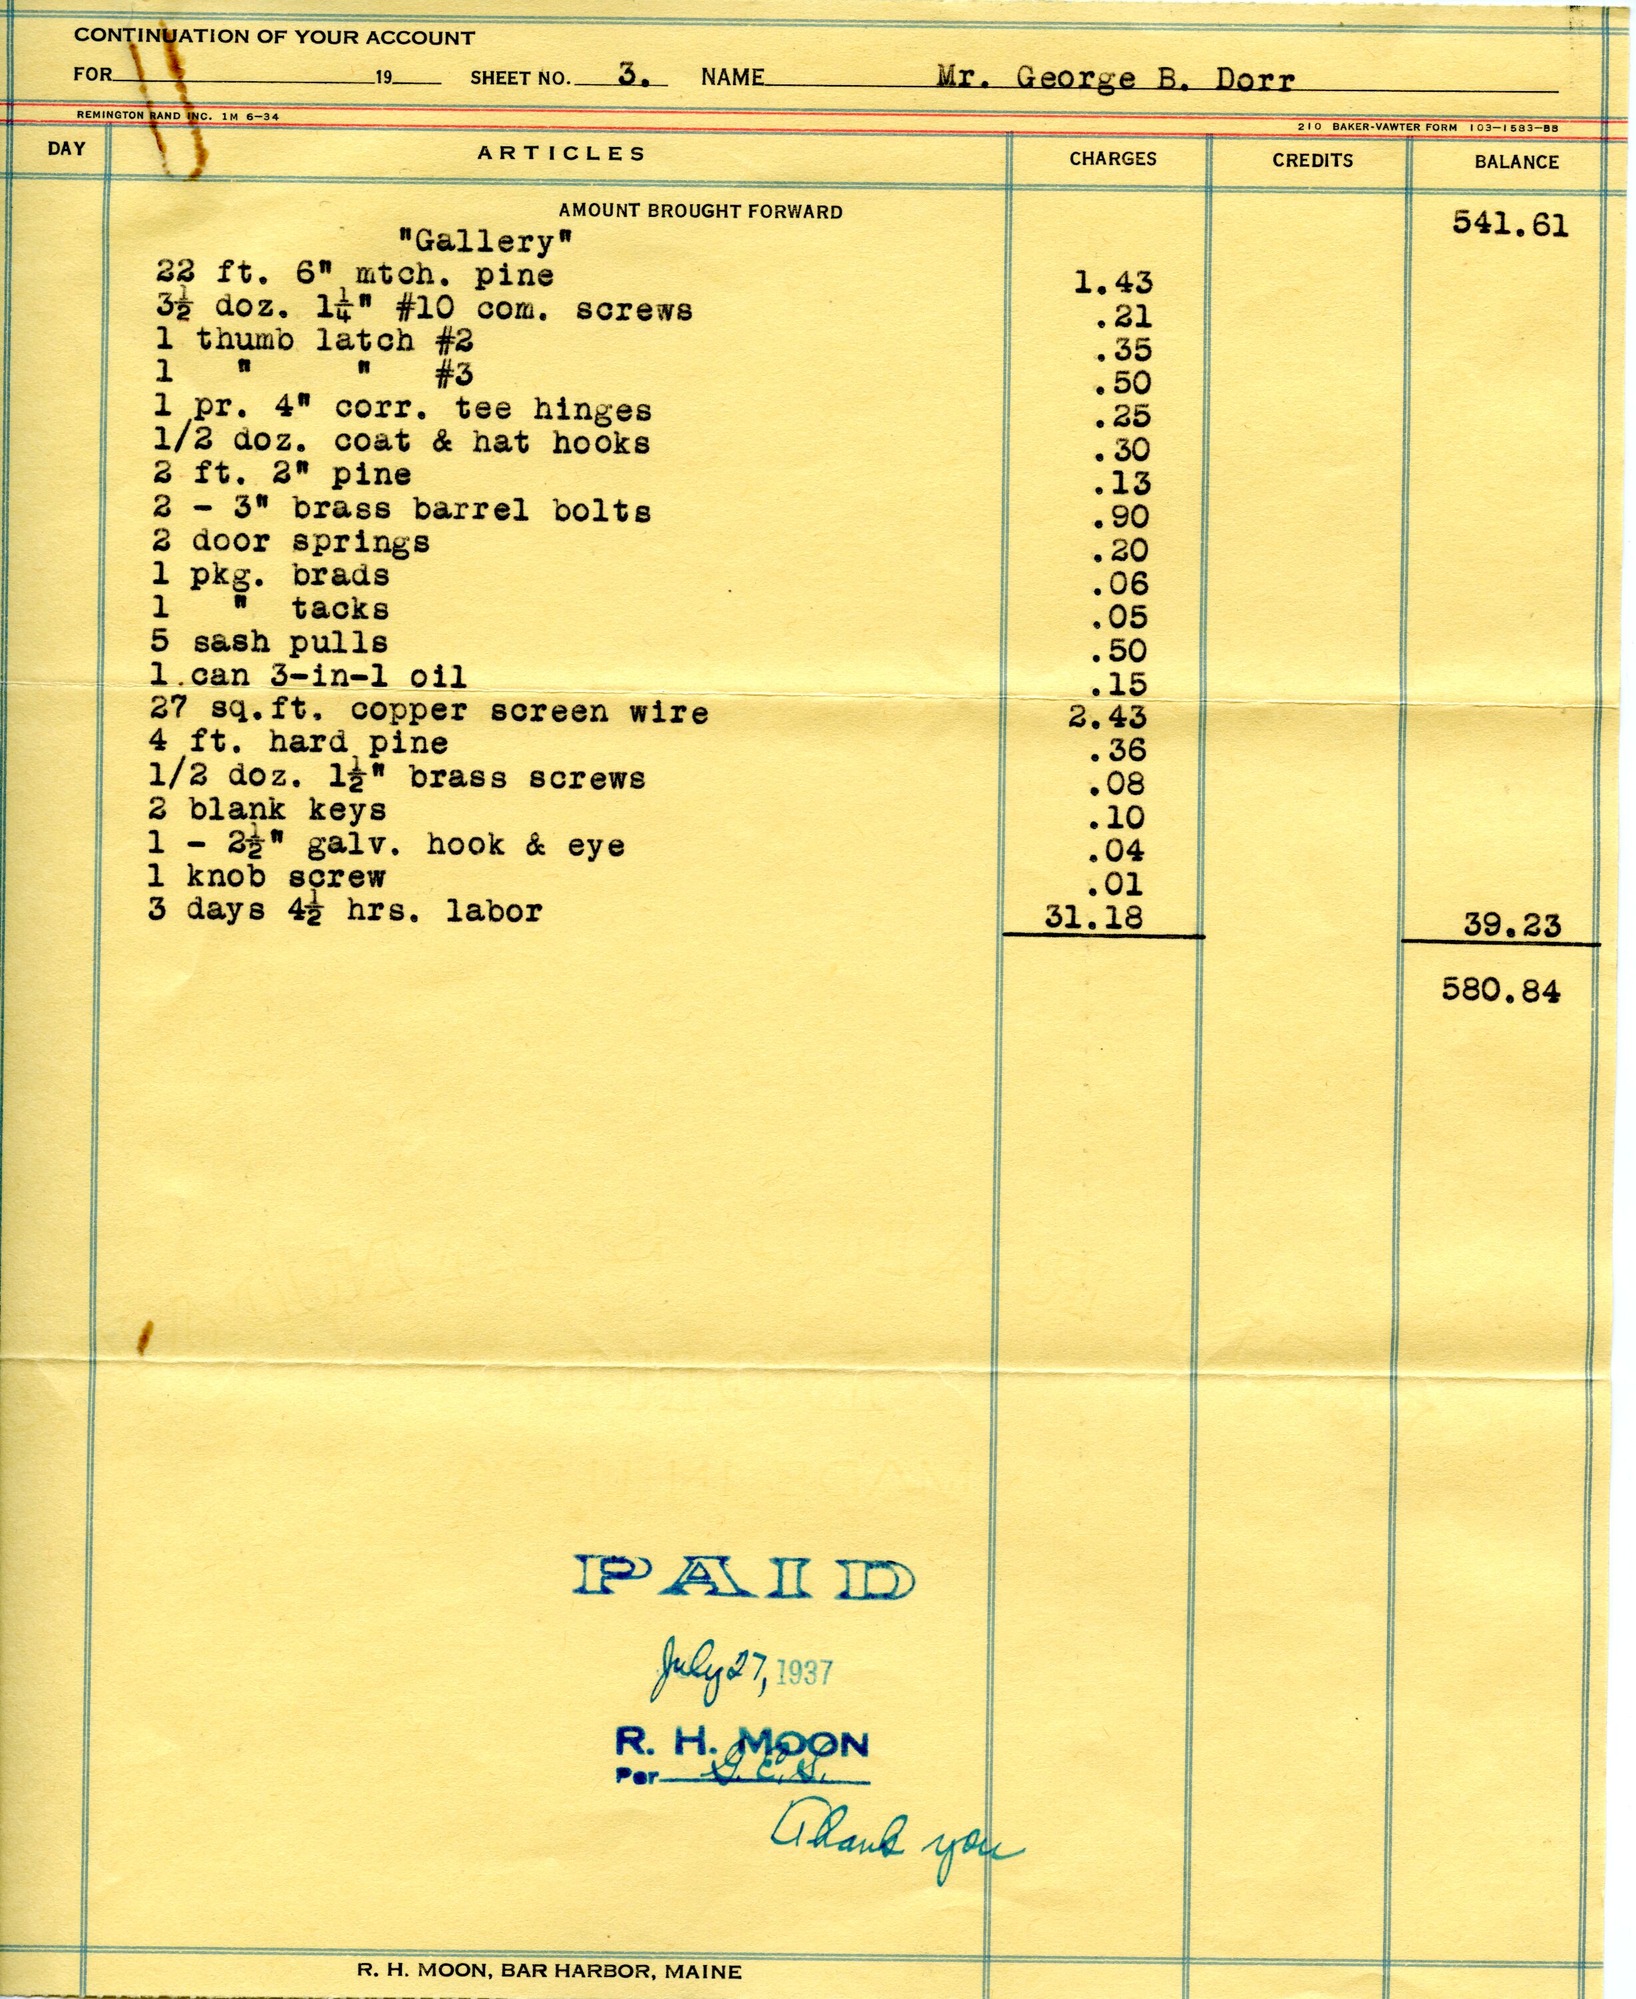 CONTINUATION OF YOUR ACCOUNT
FOR 19 SHEET NO. 3. NAME Mr. George B. Dorr
REMINGTON RAND INC. 1M 6-34
210 BAKER-VAWTER FORM 103-1583-BB
DAY ARTICLES CHARGES CREDITS BALANCE
AMOUNT BROUGHT FORWARD 541.61
"Gallery"
22 ft. 6" mtch. pine 1.43
3½ doz. 1¼" #10 com. screws .21
1 thumb latch #2 .35
1 " " #3 .50
1 pr. 4" corr. tee hinges .25
1/2 doz. coat & hat hooks .30
2 ft. 2" pine .13
2 - 3" brass barrel bolts .90
2 door springs .20
1 pkg. brads .06
1 " tacks .05
5 sash pulls .50
1.can 3-in-1 oil .15
27 sq.ft. copper screen wire 2.43
4 ft. hard pine .36
1/2 doz. 1½" brass screws .08
2 blank keys .10
1 - 2½" galv. hook & eye .04
1 knob screw .01
3 days 4½ hrs. labor 31.18 39.23
580.84
PAID
July 27, 1937
R. H. MOON
Per
Thank you
R. H. MOON, BAR HARBOR, MAINE